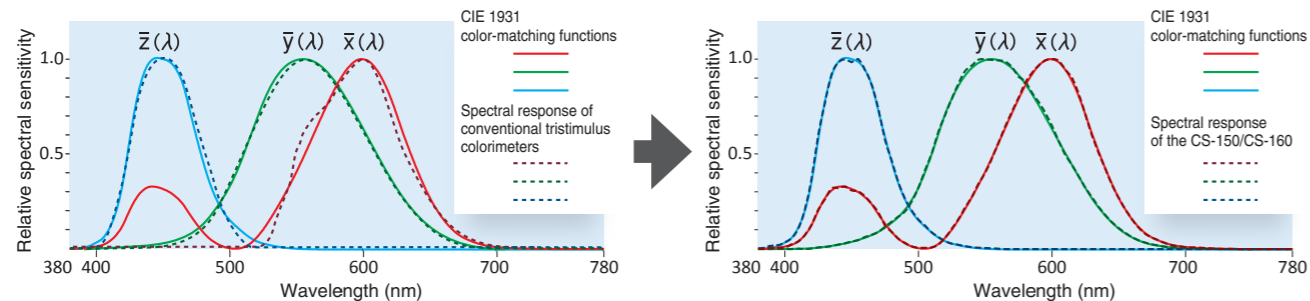 z̄(λ) ȳ(λ) x̄(λ)
CIE 1931
color-matching functions
Spectral response of
conventional tristimulus
colorimeters
Relative spectral sensitivity
1.0
0.5
380 400 500 600 700 780
Wavelength (nm)
z̄(λ) ȳ(λ) x̄(λ)
CIE 1931
color-matching functions
Spectral response
of the CS-150/CS-160
Relative spectral sensitivity
1.0
0.5
380 400 500 600 700 780
Wavelength (nm)